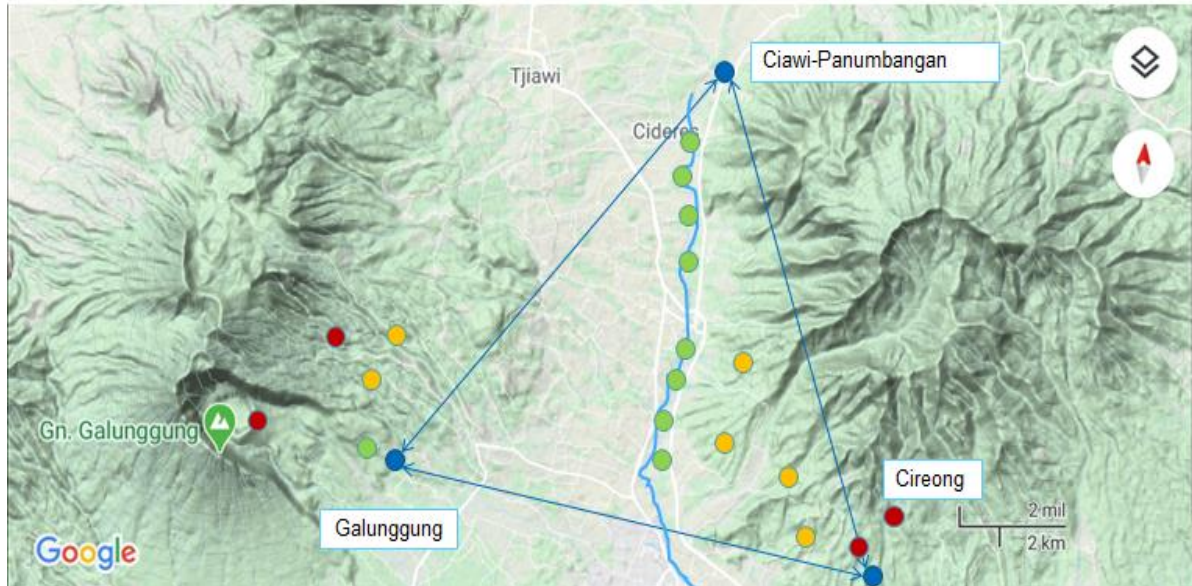 Ciawi-Panumbangan
Tjiawi
Cideres
Gn. Galunggung
Cireong
2 mil
2 km
Galunggung
Google